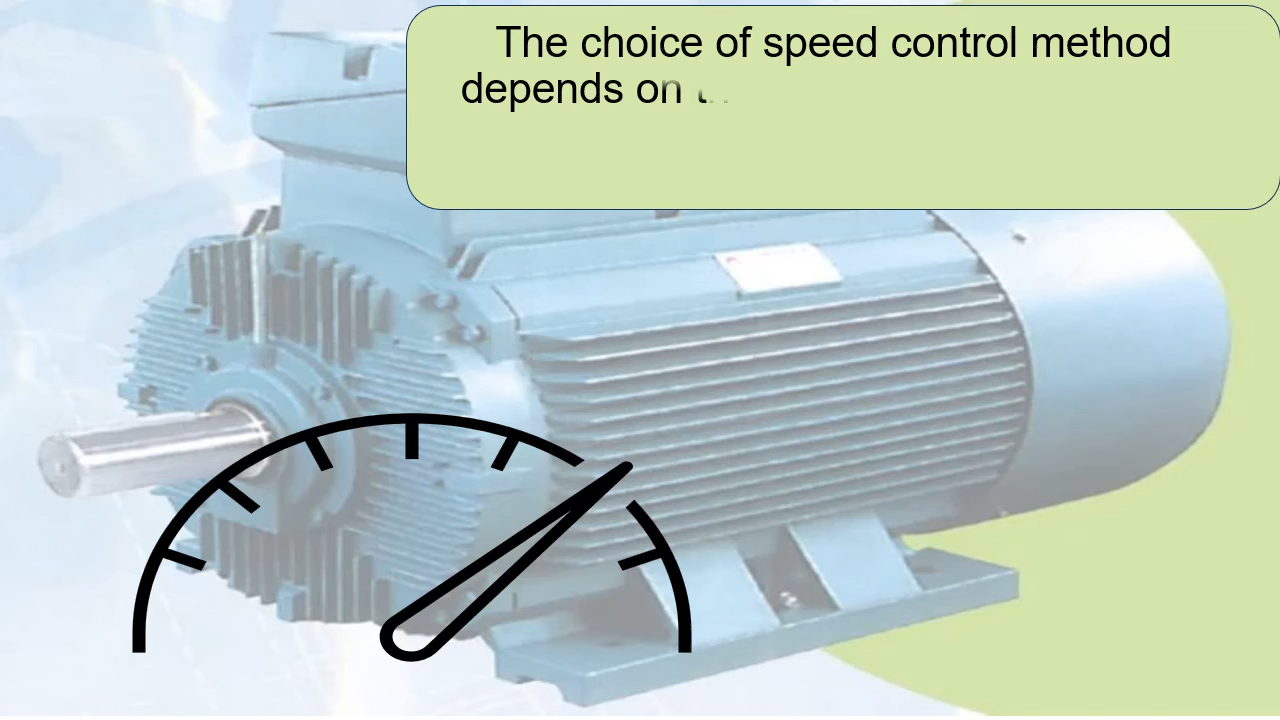 The choice of speed control method
depends on